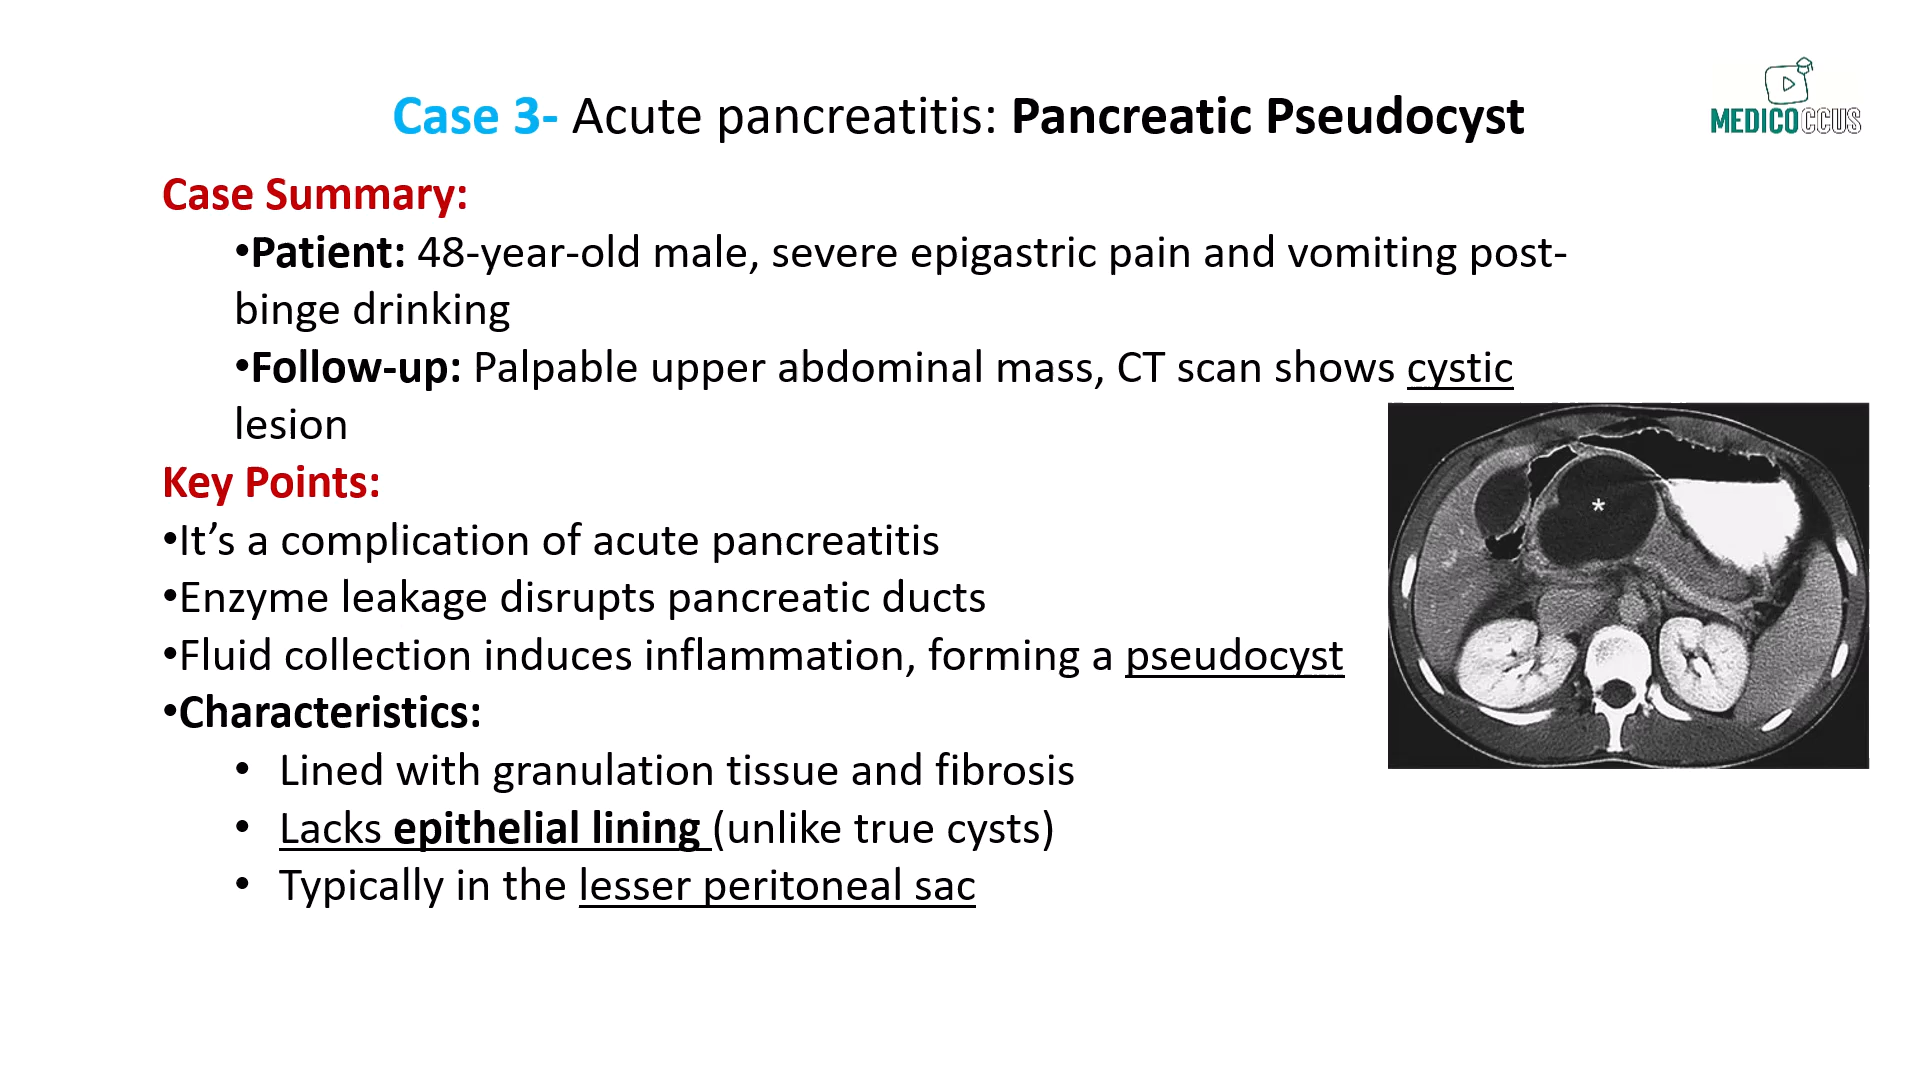 Case 3- Acute pancreatitis: Pancreatic Pseudocyst
MEDICOCCUS
Case Summary:
•Patient: 48-year-old male, severe epigastric pain and vomiting post-
binge drinking
•Follow-up: Palpable upper abdominal mass, CT scan shows cystic
lesion
Key Points:
•It’s a complication of acute pancreatitis
•Enzyme leakage disrupts pancreatic ducts
•Fluid collection induces inflammation, forming a pseudocyst
•Characteristics:
• Lined with granulation tissue and fibrosis
• Lacks epithelial lining (unlike true cysts)
• Typically in the lesser peritoneal sac
*